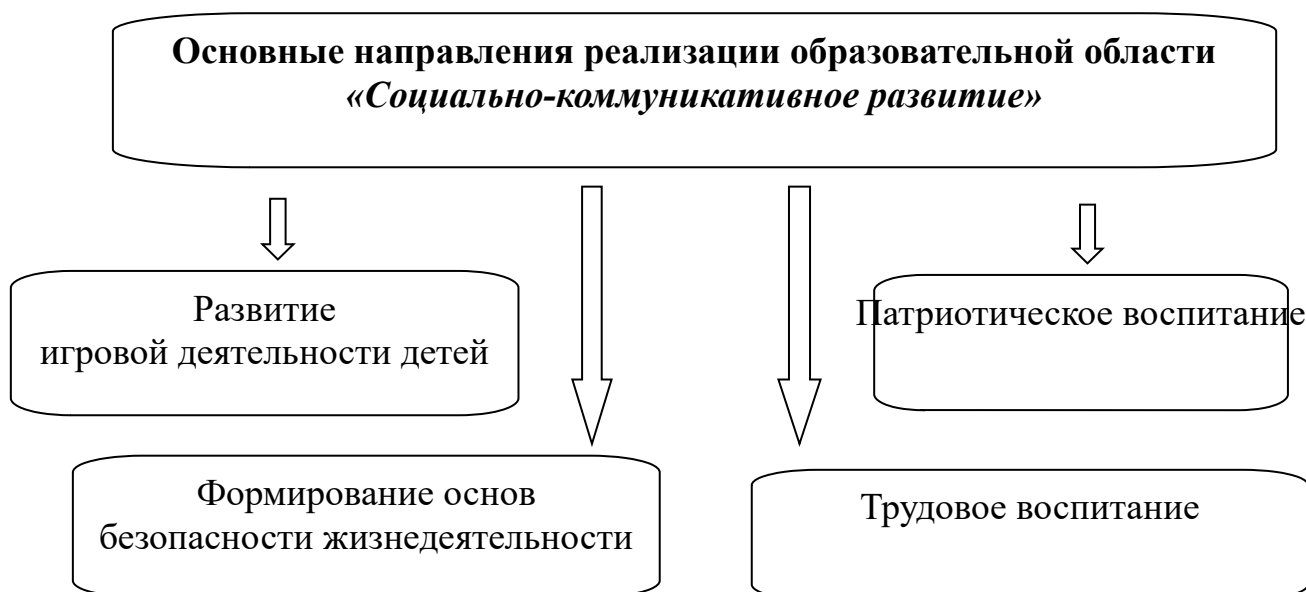 Основные направления реализации образовательной области
«Социально-коммуникативное развитие»
Развитие
игровой деятельности детей
Патриотическое воспитание
Формирование основ
безопасности жизнедеятельности
Трудовое воспитание